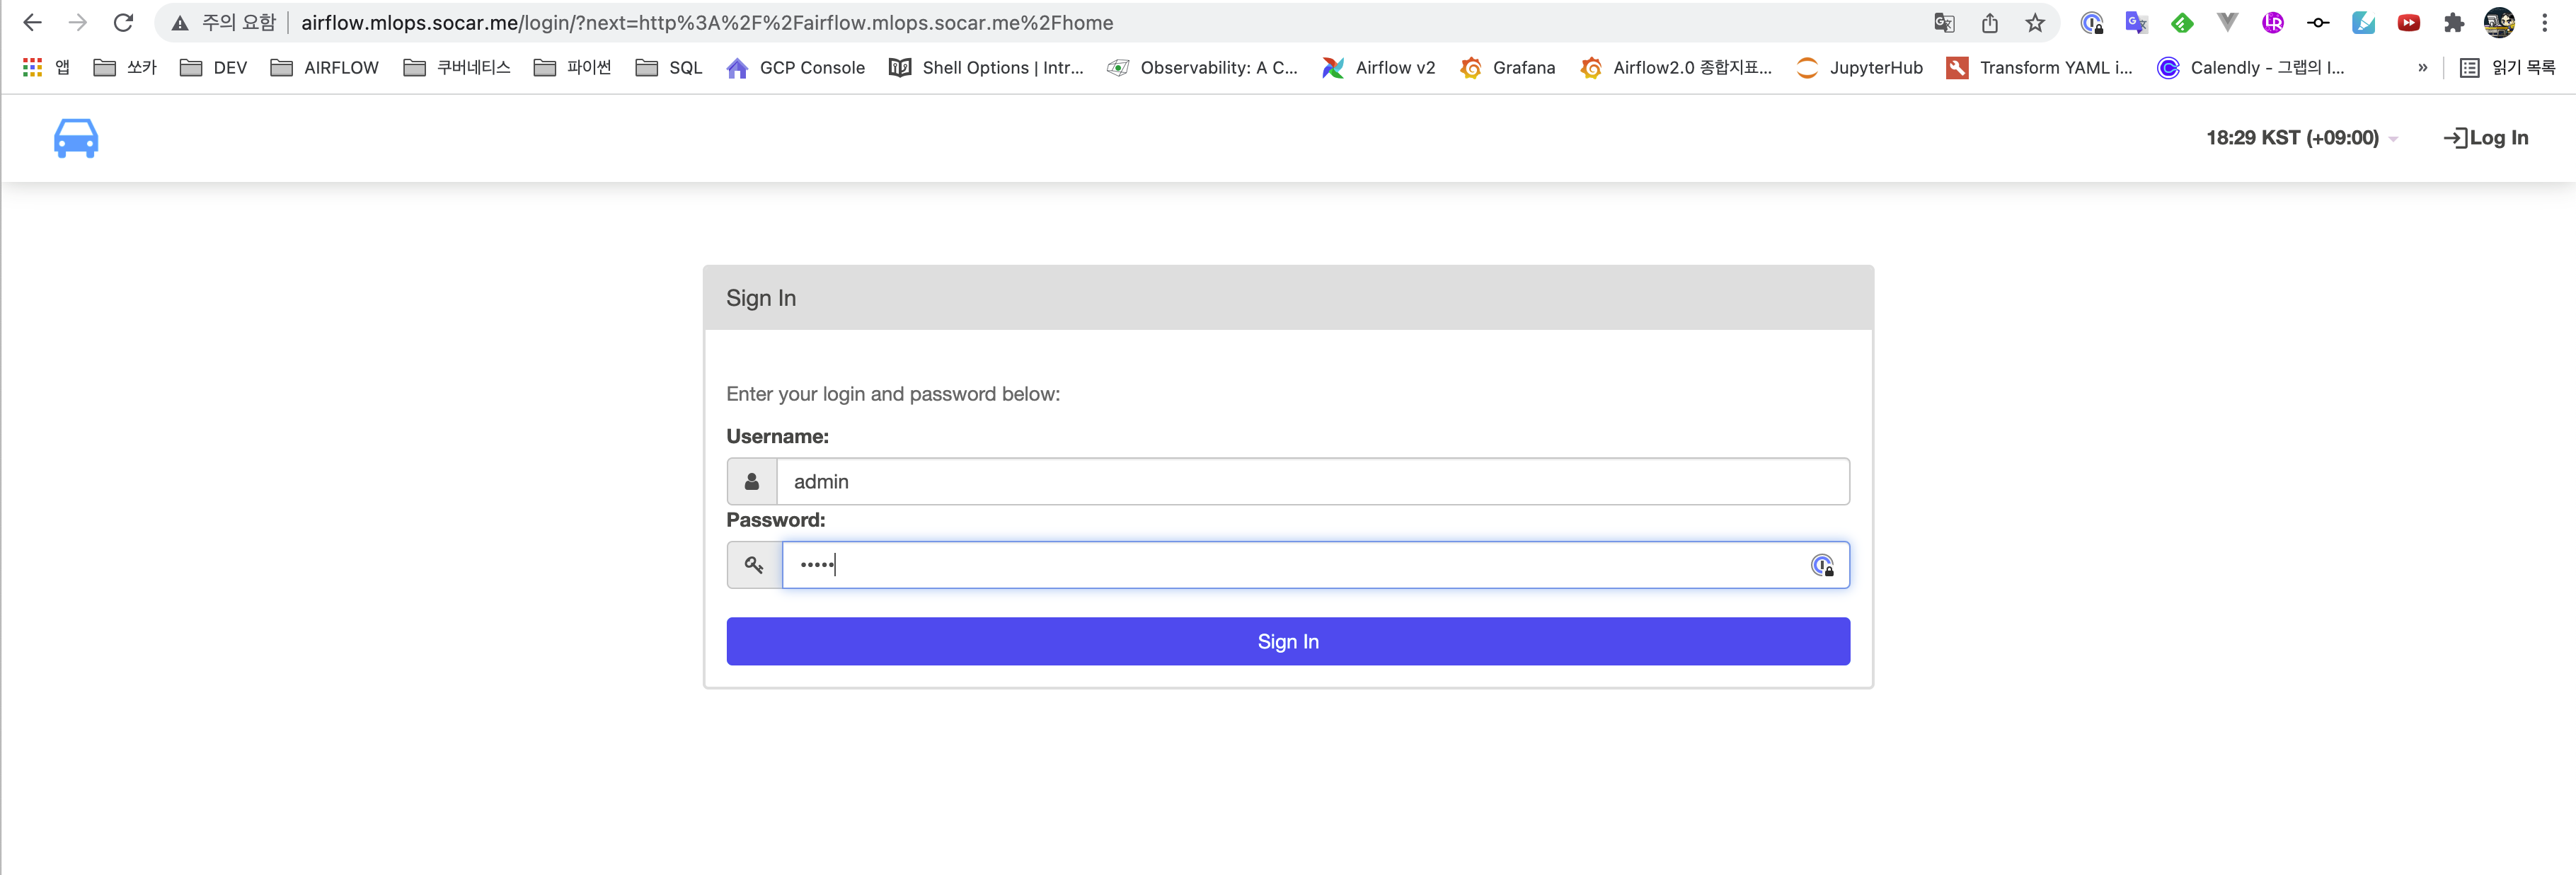 주의 요함 airflow.mlops.socar.me/login/?next=http%3A%2F%2Fairflow.mlops.socar.me%2Fhome
앱 쏘카 DEV AIRFLOW 쿠버네티스 파이썬 SQL GCP Console Shell Options | Intr... Observability: A C... Airflow v2 Grafana Airflow2.0 종합지표... JupyterHub Transform YAML i... Calendly - 그랩의 I... » 읽기 목록
18:29 KST (+09:00) Log In
Sign In
Enter your login and password below:
Username:
admin
Password:
•••••
Sign In